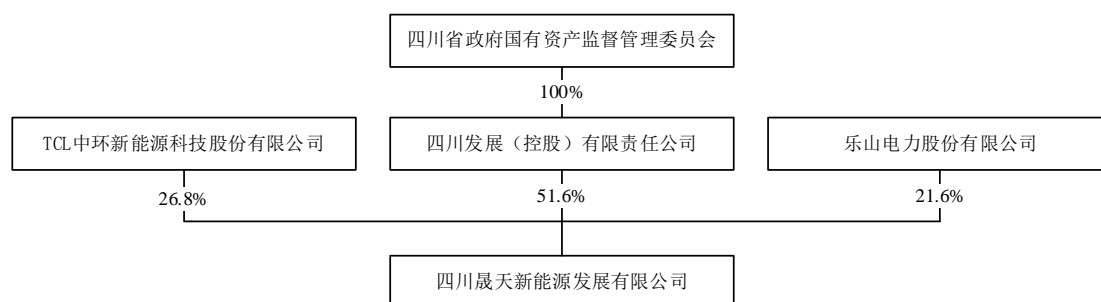 四川省政府国有资产监督管理委员会
100%
TCL中环新能源科技股份有限公司
四川发展（控股）有限责任公司
乐山电力股份有限公司
26.8%
51.6%
21.6%
四川晟天新能源发展有限公司